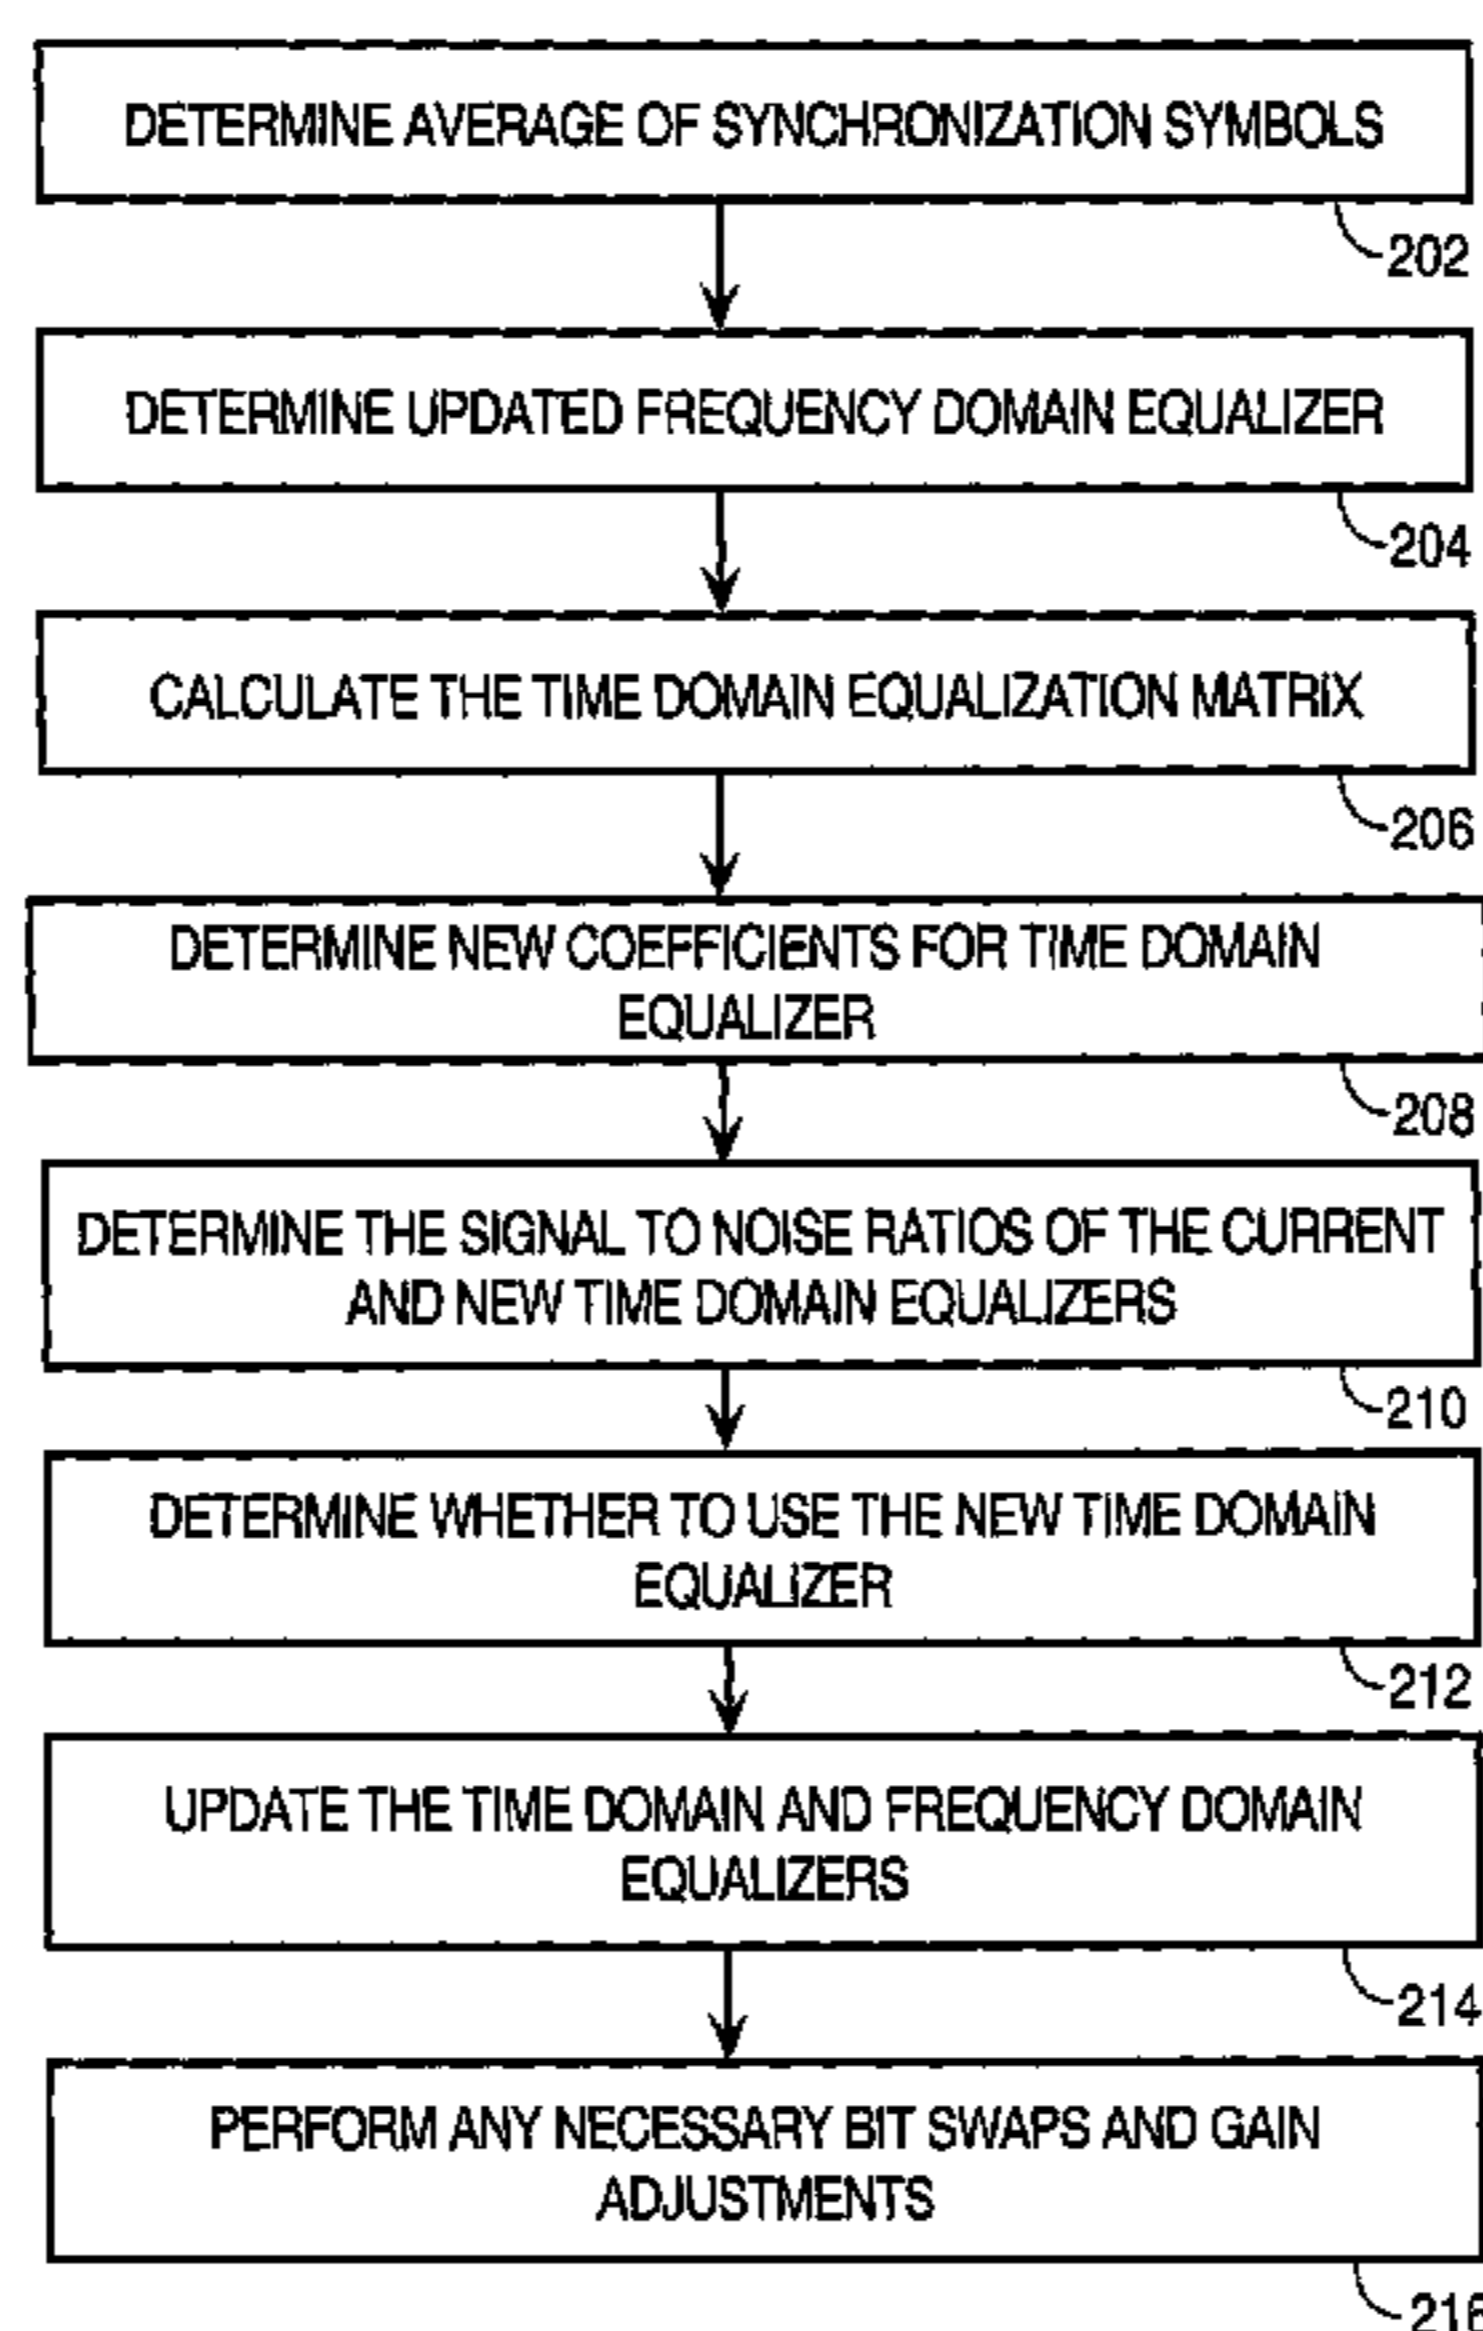 DETERMINE AVERAGE OF SYNCHRONIZATION SYMBOLS
202
DETERMINE UPDATED FREQUENCY DOMAIN EQUALIZER
204
CALCULATE THE TIME DOMAIN EQUALIZATION MATRIX
206
DETERMINE NEW COEFFICIENTS FOR TIME DOMAIN
EQUALIZER
208
DETERMINE THE SIGNAL TO NOISE RATIOS OF THE CURRENT
AND NEW TIME DOMAIN EQUALIZERS
210
DETERMINE WHETHER TO USE THE NEW TIME DOMAIN
EQUALIZER
212
UPDATE THE TIME DOMAIN AND FREQUENCY DOMAIN
EQUALIZERS
214
PERFORM ANY NECESSARY BIT SWAPS AND GAIN
ADJUSTMENTS
216